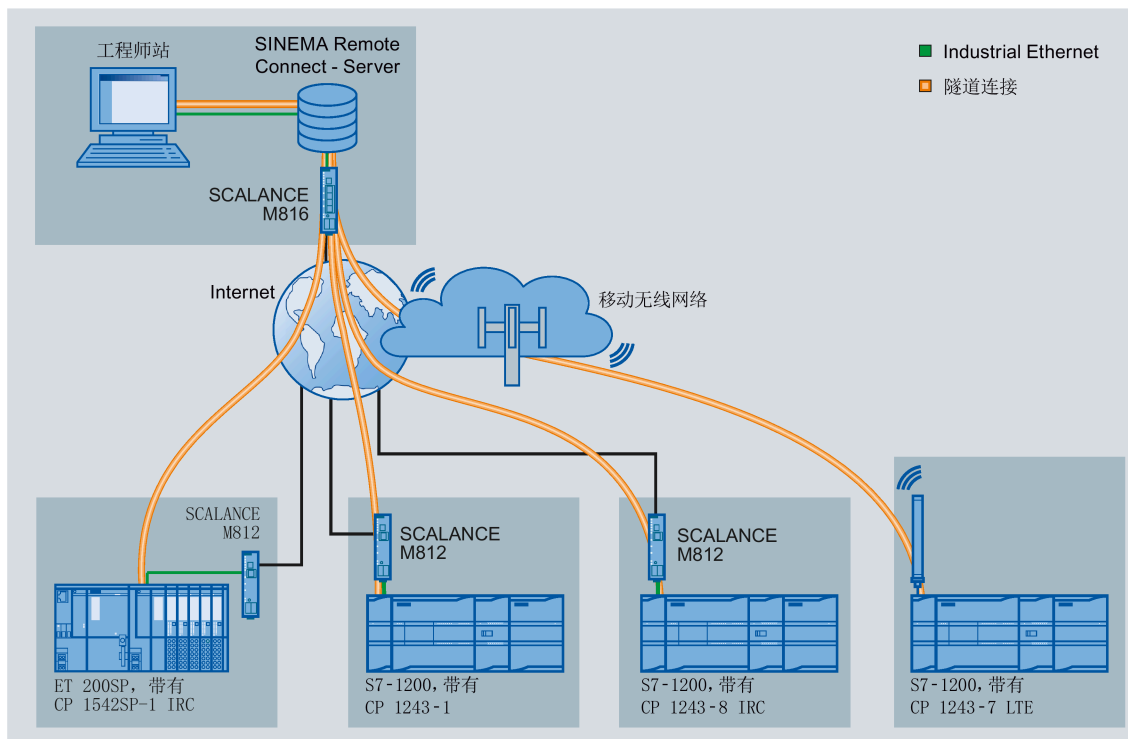 工程师站
SINEMA Remote
Connect - Server
Industrial Ethernet
隧道连接
SCALANCE
M816
Internet
移动无线网络
SCALANCE
M812
SCALANCE
M812
SCALANCE
M812
ET 200SP, 带有
CP 1542SP-1 IRC
S7-1200, 带有
CP 1243-1
S7-1200, 带有
CP 1243-8 IRC
S7-1200, 带有
CP 1243-7 LTE